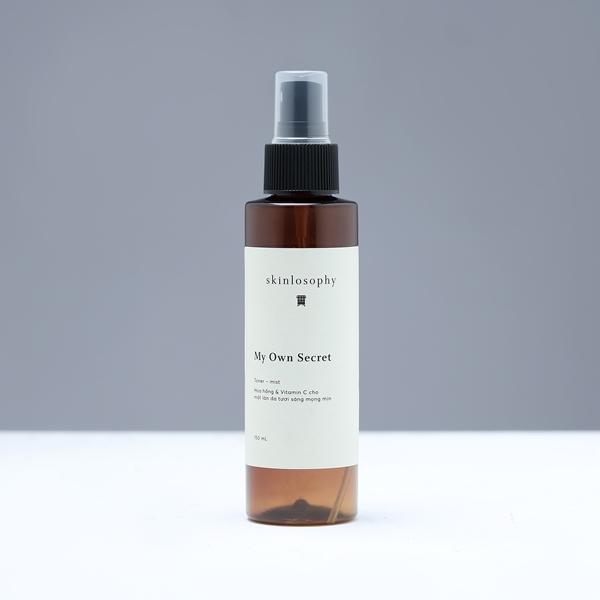 skinlosophy
My Own Secret
Toner - mist
Hoa hồng & Vitamin C cho
một làn da tươi sáng mọng mịn
150 mL